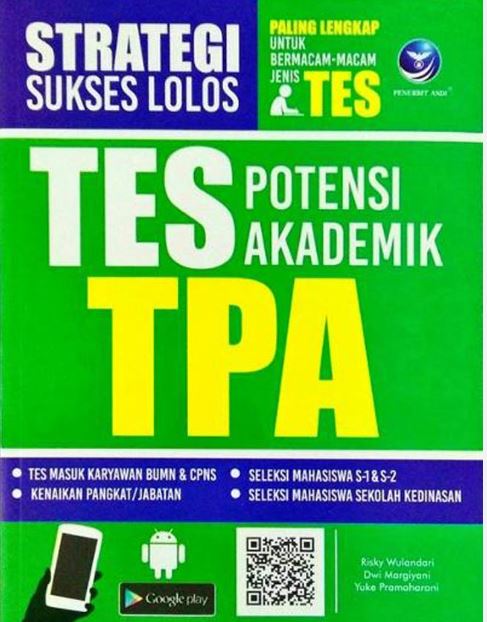 STRATEGI
SUKSES LOLOS
PALING LENGKAP
UNTUK
BERMACAM-MACAM
JENIS
TES
PENERBIT ANDI®
TES POTENSI
AKADEMIK
TPA
• TES MASUK KARYAWAN BUMN & CPNS
• KENAIKAN PANGKAT/JABATAN
• SELEKSI MAHASISWA S-1 & S-2
• SELEKSI MAHASISWA SEKOLAH KEDINASAN
Google play
Risky Wulandari
Dwi Margiyani
Yuke Pramaharani